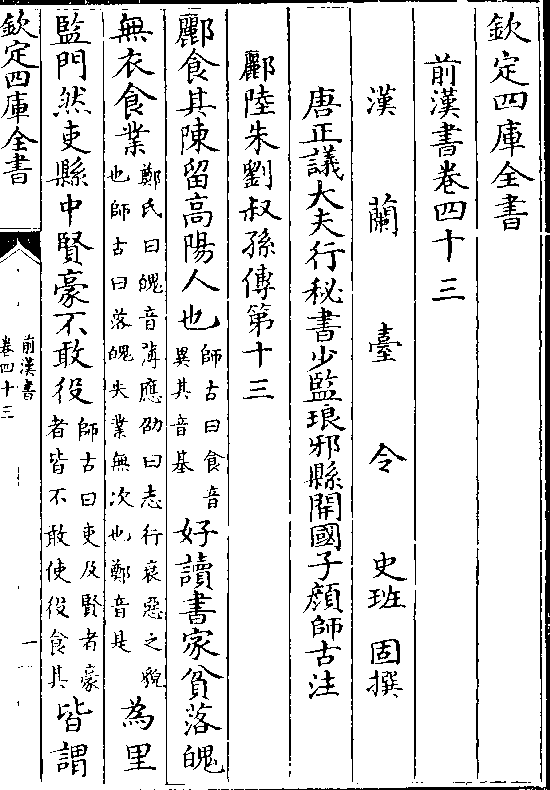 欽定四庫全書
前漢書卷四十三
漢蘭臺令史班固撰
唐正議大夫行秘書少監琅邪縣開國子顔師古注
酈陸朱劉叔孫傳第十三
酈食其陳留高陽人也師古曰食音異其音基好讀書家貧落魄
無衣食業鄭氏曰魄音薄應劭曰志行衰惡之貌也師古曰落魄失業無次也鄭音是為里
監門然吏縣中賢豪不敢役師古曰吏及賢者豪者皆不敢使役食其皆謂
欽定四庫全書
前漢書
卷四十三
一